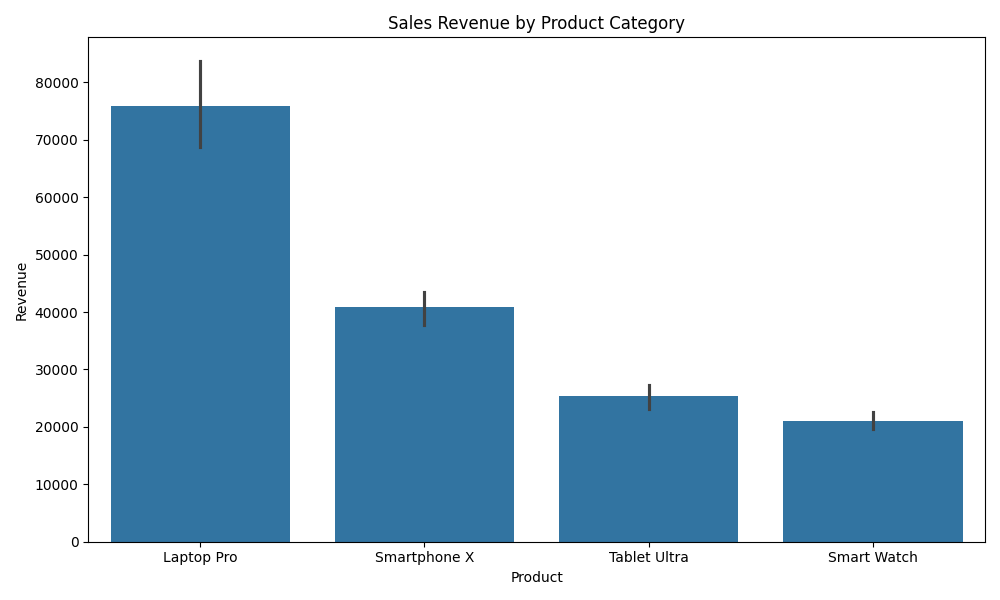 Sales Revenue by Product Category
80000
70000
60000
50000
40000
30000
20000
10000
0
Revenue
Laptop Pro
Smartphone X
Tablet Ultra
Smart Watch
Product